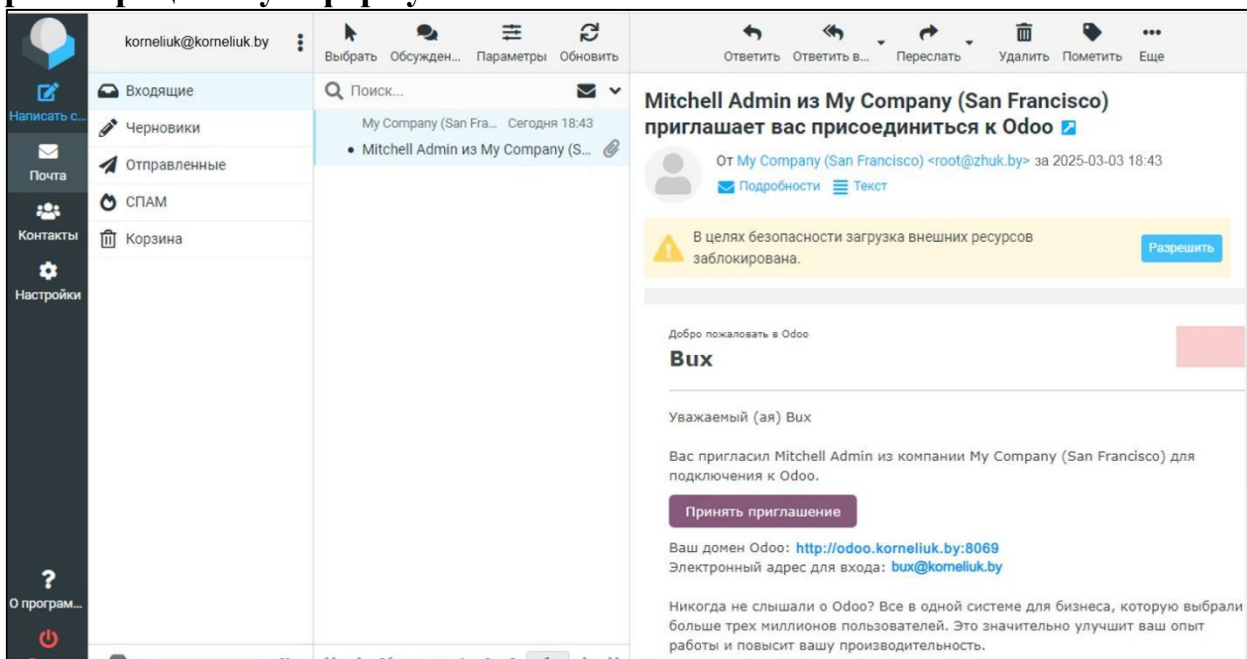 korneliuk@korneliuk.by
Написать с...
Почта
Контакты
Настройки
О програм...
Входящие
Черновики
Отправленные
СПАМ
Корзина
Выбрать Обсужден... Параметры Обновить
Поиск...
My Company (San Fra... Сегодня 18:43
• Mitchell Admin из My Company (S...
Ответить Ответить в... Переслать Удалить Пометить Еще
Mitchell Admin из My Company (San Francisco)
приглашает вас присоединиться к Odoo
От My Company (San Francisco) <root@zhuk.by> за 2025-03-03 18:43
Подробности Текст
В целях безопасности загрузка внешних ресурсов
заблокирована.
Разрешить
Добро пожаловать в Odoo
Bux
Уважаемый (ая) Bux
Вас пригласил Mitchell Admin из компании My Company (San Francisco) для
подключения к Odoo.
Принять приглашение
Ваш домен Odoo: http://odoo.korneliuk.by:8069
Электронный адрес для входа: bux@korneliuk.by
Никогда не слышали о Odoo? Все в одной системе для бизнеса, которую выбрали
больше трех миллионов пользователей. Это значительно улучшит ваш опыт
работы и повысит вашу производительность.